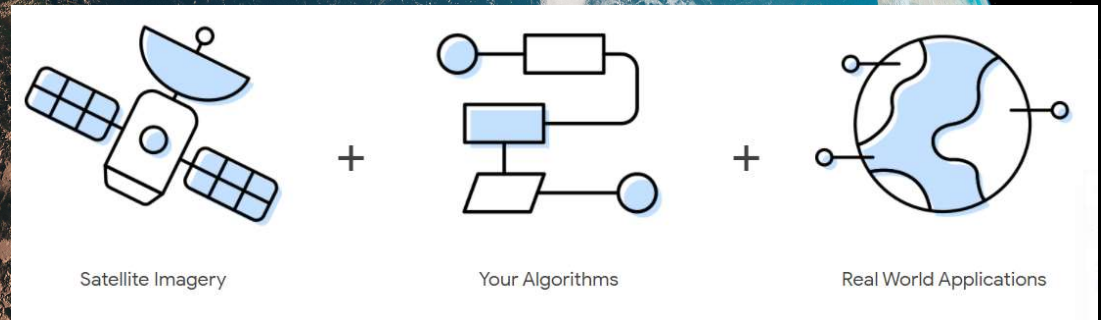 +
+
Satellite Imagery
Your Algorithms
Real World Applications